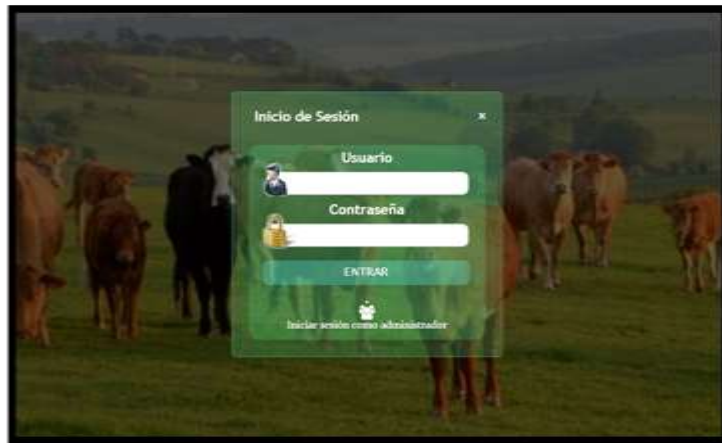 Inicio de Sesión ×
Usuario
Contraseña
ENTRAR
Iniciar sesión como administrador